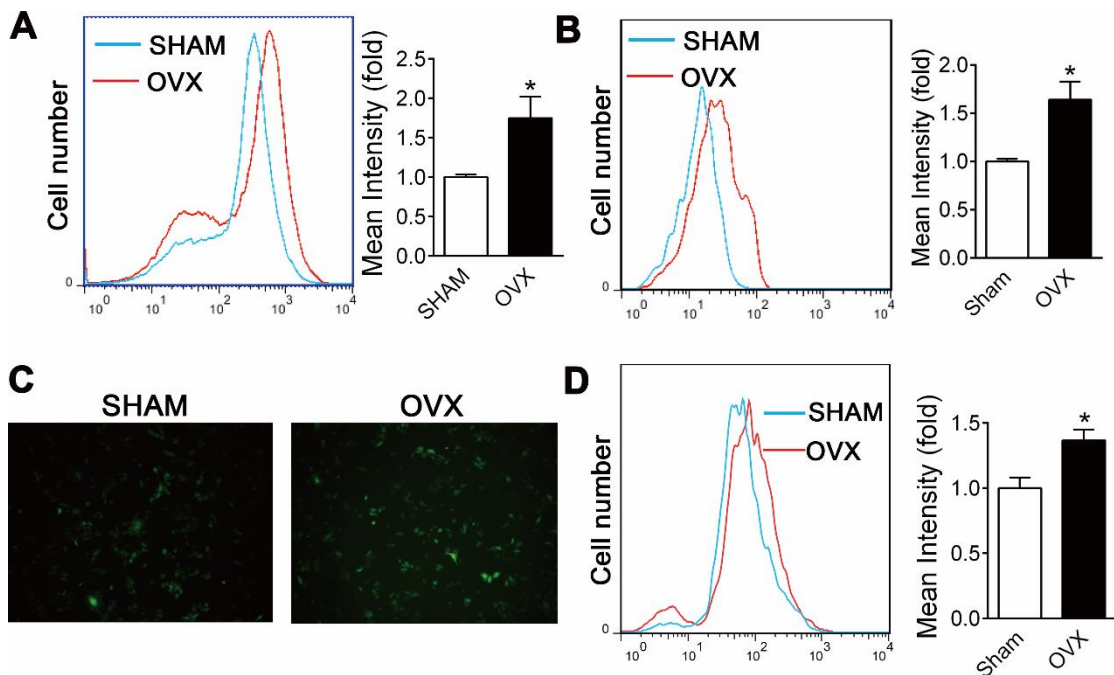 A
SHAM
OVX
Cell number
0
10^0 10^1 10^2 10^3 10^4
Mean Intensity (fold)
2.5
2.0
1.5
1.0
0.5
0.0
*
SHAM
OVX
B
SHAM
OVX
Cell number
0
10^0 10^1 10^2 10^3 10^4
Mean Intensity (fold)
2.0
1.5
1.0
0.5
0.0
*
Sham
OVX
C
SHAM
OVX
D
SHAM
OVX
Cell number
0
10^0 10^1 10^2 10^3 10^4
Mean Intensity (fold)
1.5
1.0
0.5
0.0
*
Sham
OVX